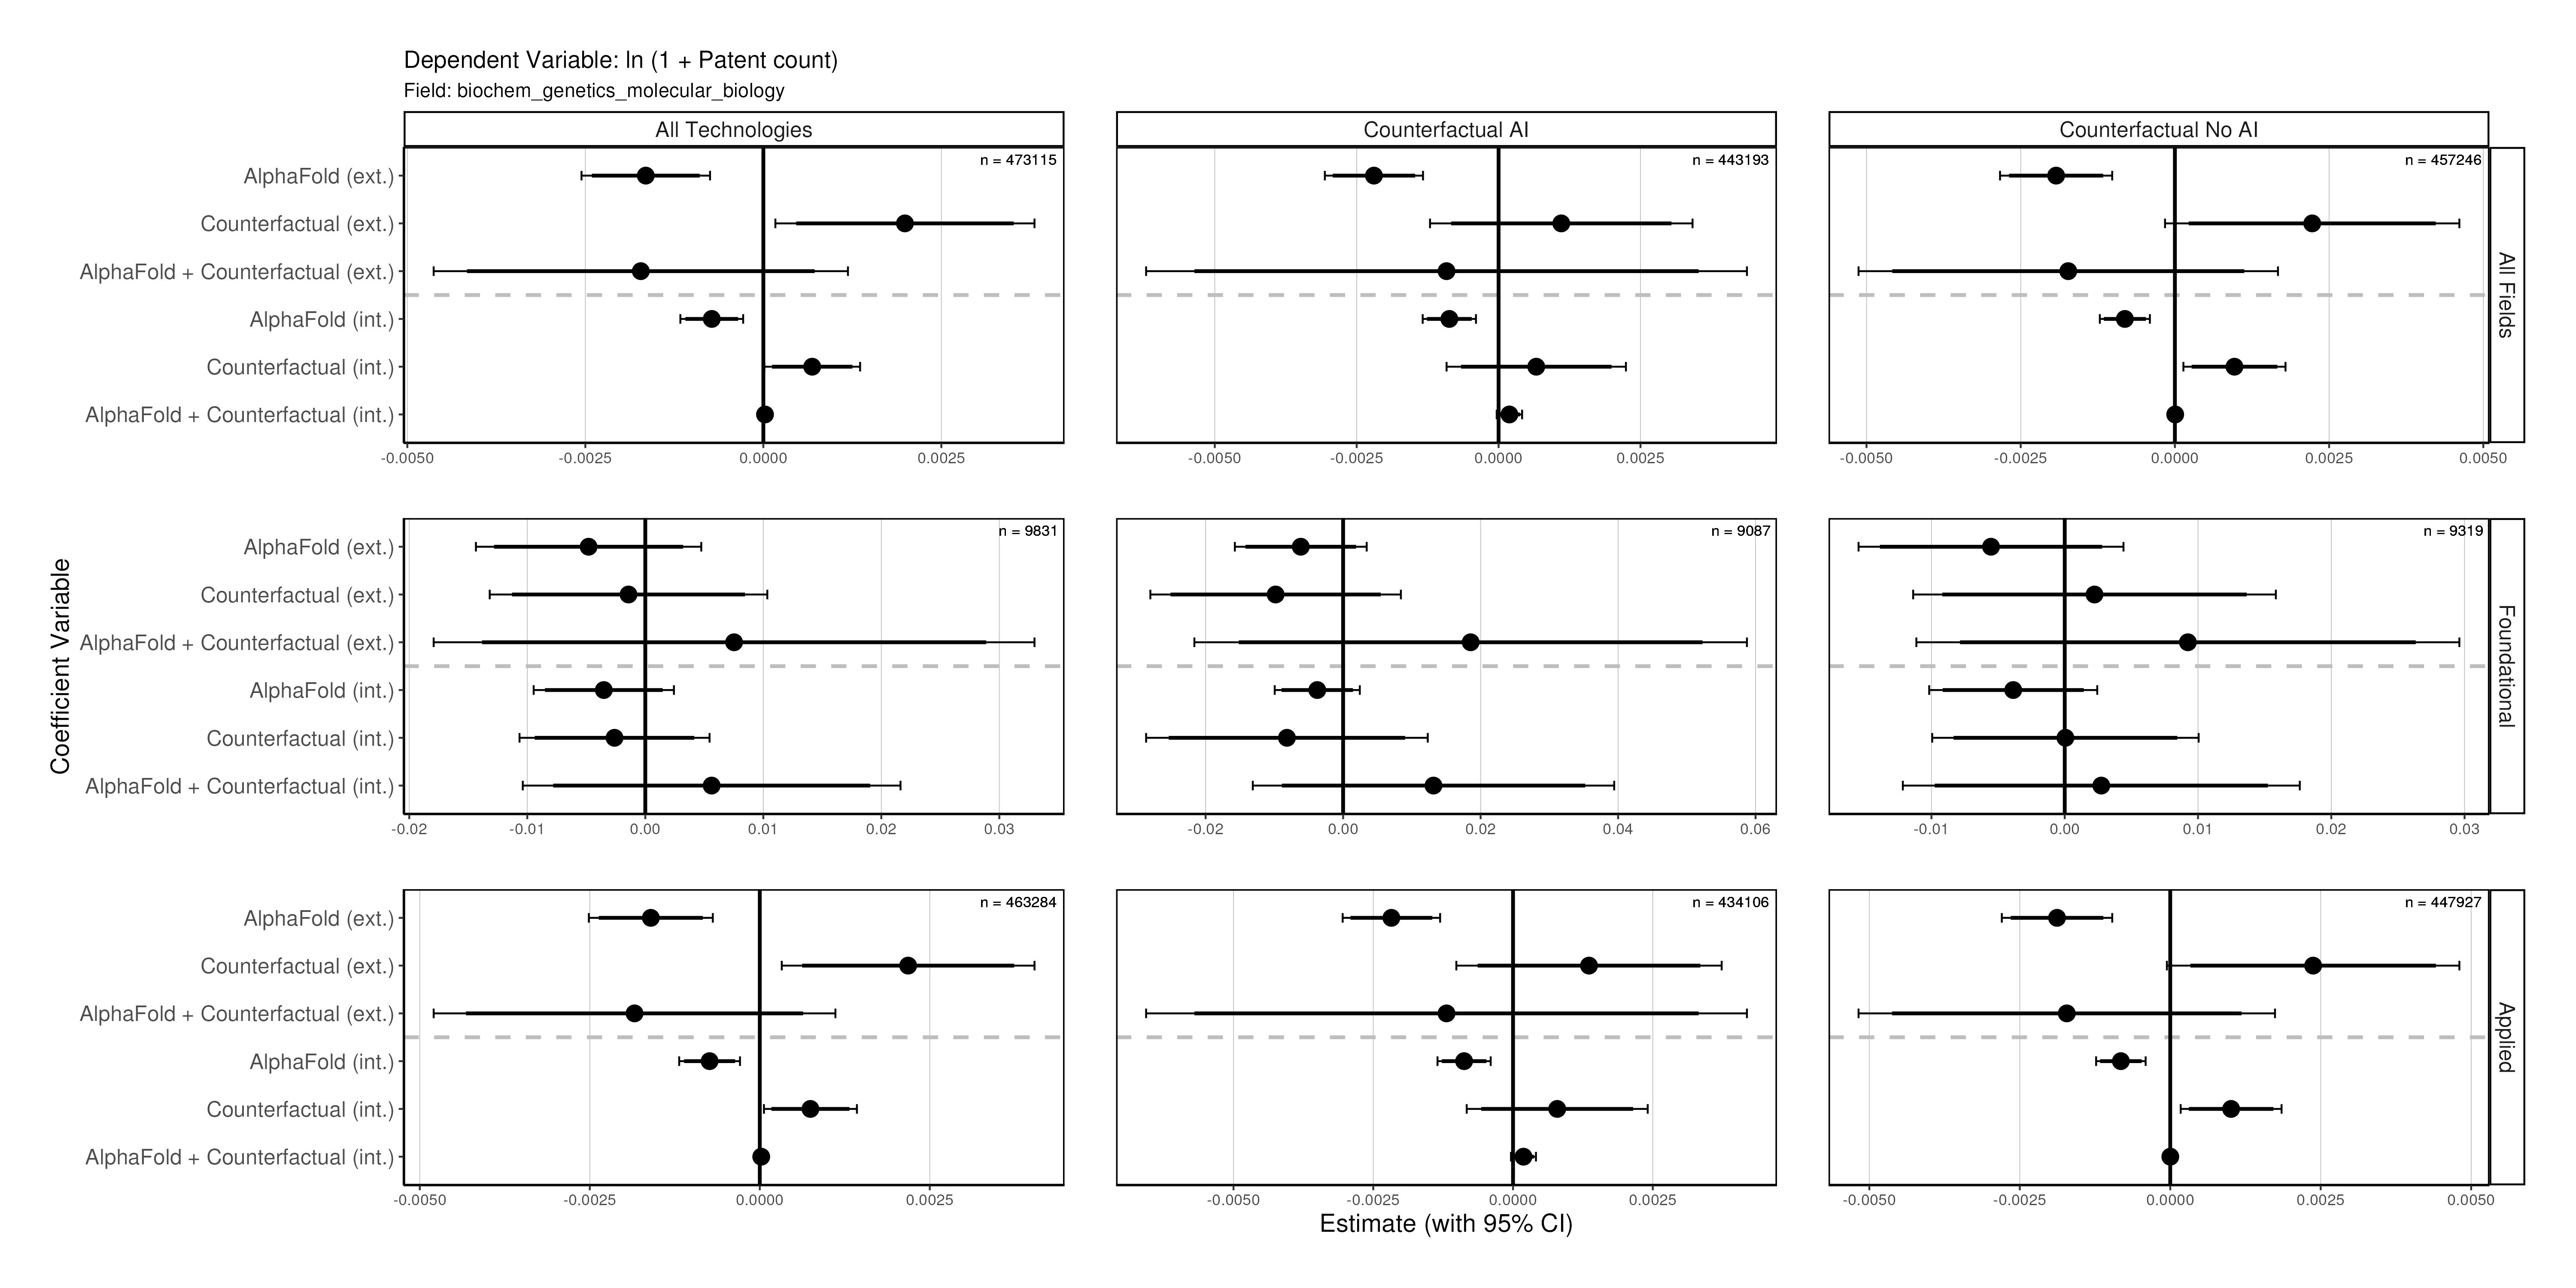 Dependent Variable: ln (1 + Patent count)
Field: biochem_genetics_molecular_biology
All Technologies
Counterfactual AI
Counterfactual No AI
n = 473115
n = 443193
n = 457246
AlphaFold (ext.)
Counterfactual (ext.)
AlphaFold + Counterfactual (ext.)
AlphaFold (int.)
Counterfactual (int.)
AlphaFold + Counterfactual (int.)
All Fields
-0.0050 -0.0025 0.0000 0.0025
-0.0050 -0.0025 0.0000 0.0025
-0.0050 -0.0025 0.0000 0.0025 0.0050
n = 9831
n = 9087
n = 9319
Coefficient Variable
AlphaFold (ext.)
Counterfactual (ext.)
AlphaFold + Counterfactual (ext.)
AlphaFold (int.)
Counterfactual (int.)
AlphaFold + Counterfactual (int.)
Foundational
-0.02 -0.01 0.00 0.01 0.02 0.03
-0.02 0.00 0.02 0.04 0.06
-0.01 0.00 0.01 0.02 0.03
n = 463284
n = 434106
n = 447927
AlphaFold (ext.)
Counterfactual (ext.)
AlphaFold + Counterfactual (ext.)
AlphaFold (int.)
Counterfactual (int.)
AlphaFold + Counterfactual (int.)
Applied
-0.0050 -0.0025 0.0000 0.0025
-0.0050 -0.0025 0.0000 0.0025
-0.0050 -0.0025 0.0000 0.0025 0.0050
Estimate (with 95% CI)